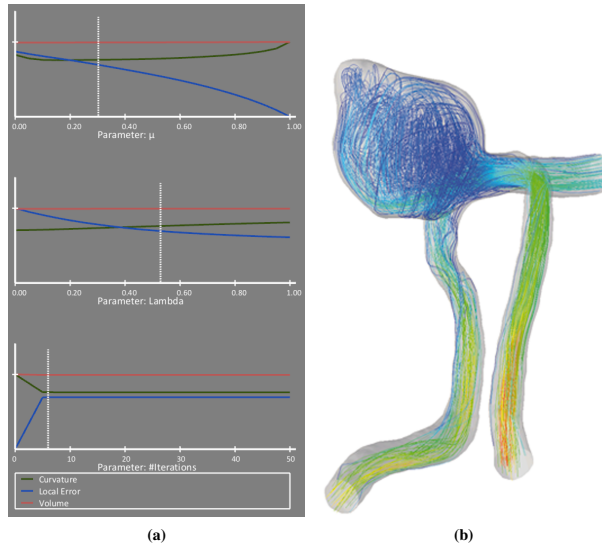 0.00 0.20 0.40 0.60 0.80 1.00
Parameter: μ
0.00 0.20 0.40 0.60 0.80 1.00
Parameter: Lambda
0 10 20 30 40 50
Parameter: #Iterations
Curvature
Local Error
Volume
(a)
(b)